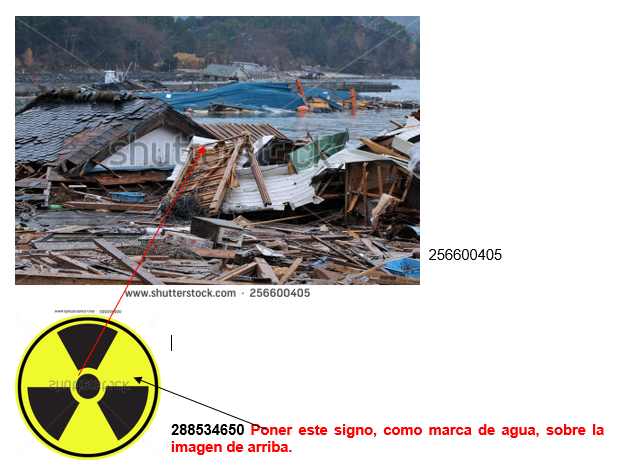 shutterstock
256600405
www.shutterstock.com · 256600405
shutterstock
288534650 Poner este signo, como marca de agua, sobre la
imagen de arriba.